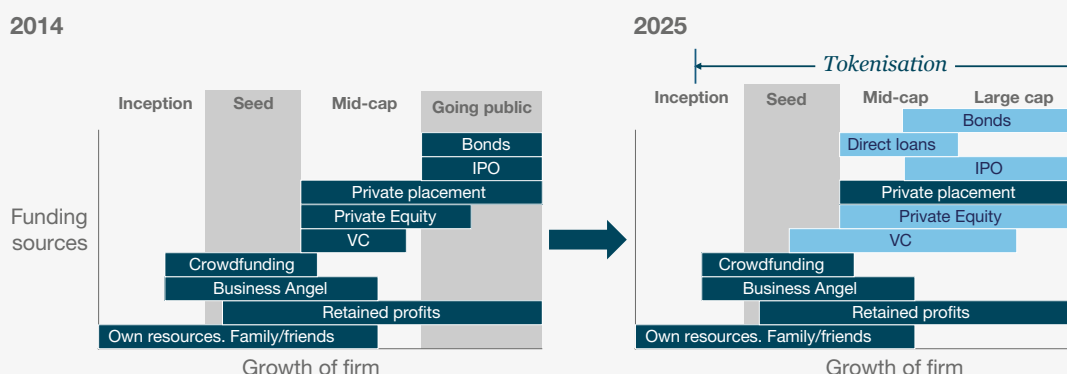 2014
Inception
Seed
Mid-cap
Going public
Bonds
IPO
Private placement
Private Equity
VC
Crowdfunding
Business Angel
Retained profits
Own resources. Family/friends
Funding
sources
Growth of firm
2025
Tokenisation
Inception
Seed
Mid-cap
Large cap
Bonds
Direct loans
IPO
Private placement
Private Equity
VC
Crowdfunding
Business Angel
Retained profits
Own resources. Family/friends
Growth of firm